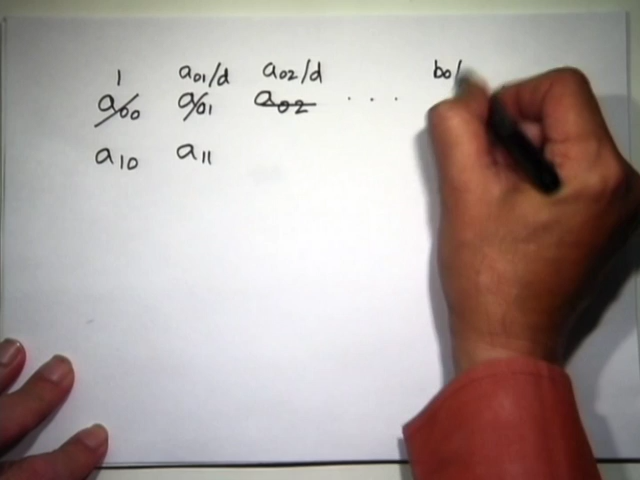 1 a01/d a02/d b0/
a00 a01 a02 . . .
a10 a11